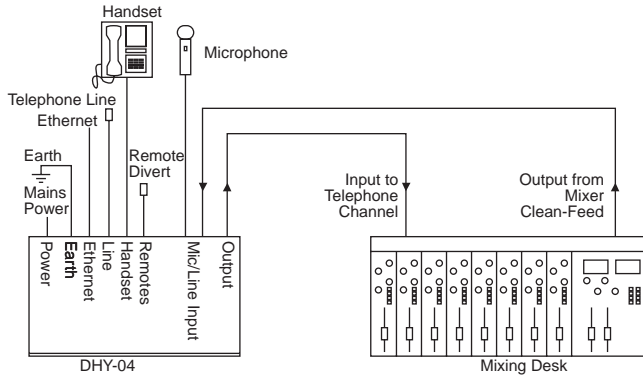 Handset
Microphone
Telephone Line
Ethernet
Earth
Remote
Divert
Mains
Power
Input to
Telephone
Channel
Output from
Mixer
Clean-Feed
Power
Earth
Ethernet
Line
Handset
Remotes
Mic/Line Input
Output
DHY-04
Mixing Desk